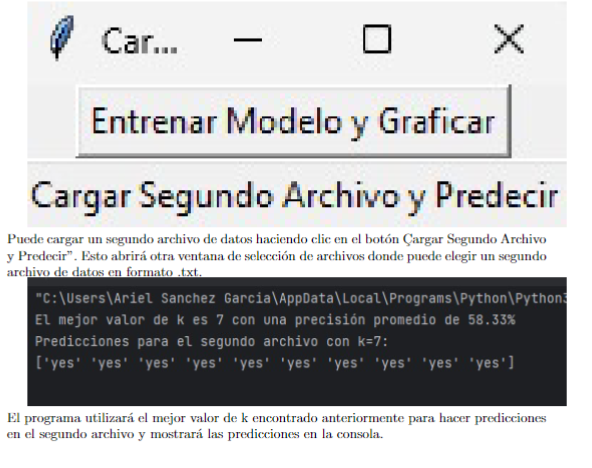 Car...
Entrenar Modelo y Graficar
Cargar Segundo Archivo y Predecir
Puede cargar un segundo archivo de datos haciendo clic en el botón Çargar Segundo Archivo
y Predecir”. Esto abrirá otra ventana de selección de archivos donde puede elegir un segundo
archivo de datos en formato .txt.
"C:\Users\Ariel Sanchez Garcia\AppData\Local\Programs\Python\Python3
El mejor valor de k es 7 con una precisión promedio de 58.33%
Predicciones para el segundo archivo con k=7:
['yes' 'yes' 'yes' 'yes' 'yes' 'yes' 'yes' 'yes' 'yes' 'yes']
El programa utilizará el mejor valor de k encontrado anteriormente para hacer predicciones
en el segundo archivo y mostrará las predicciones en la consola.